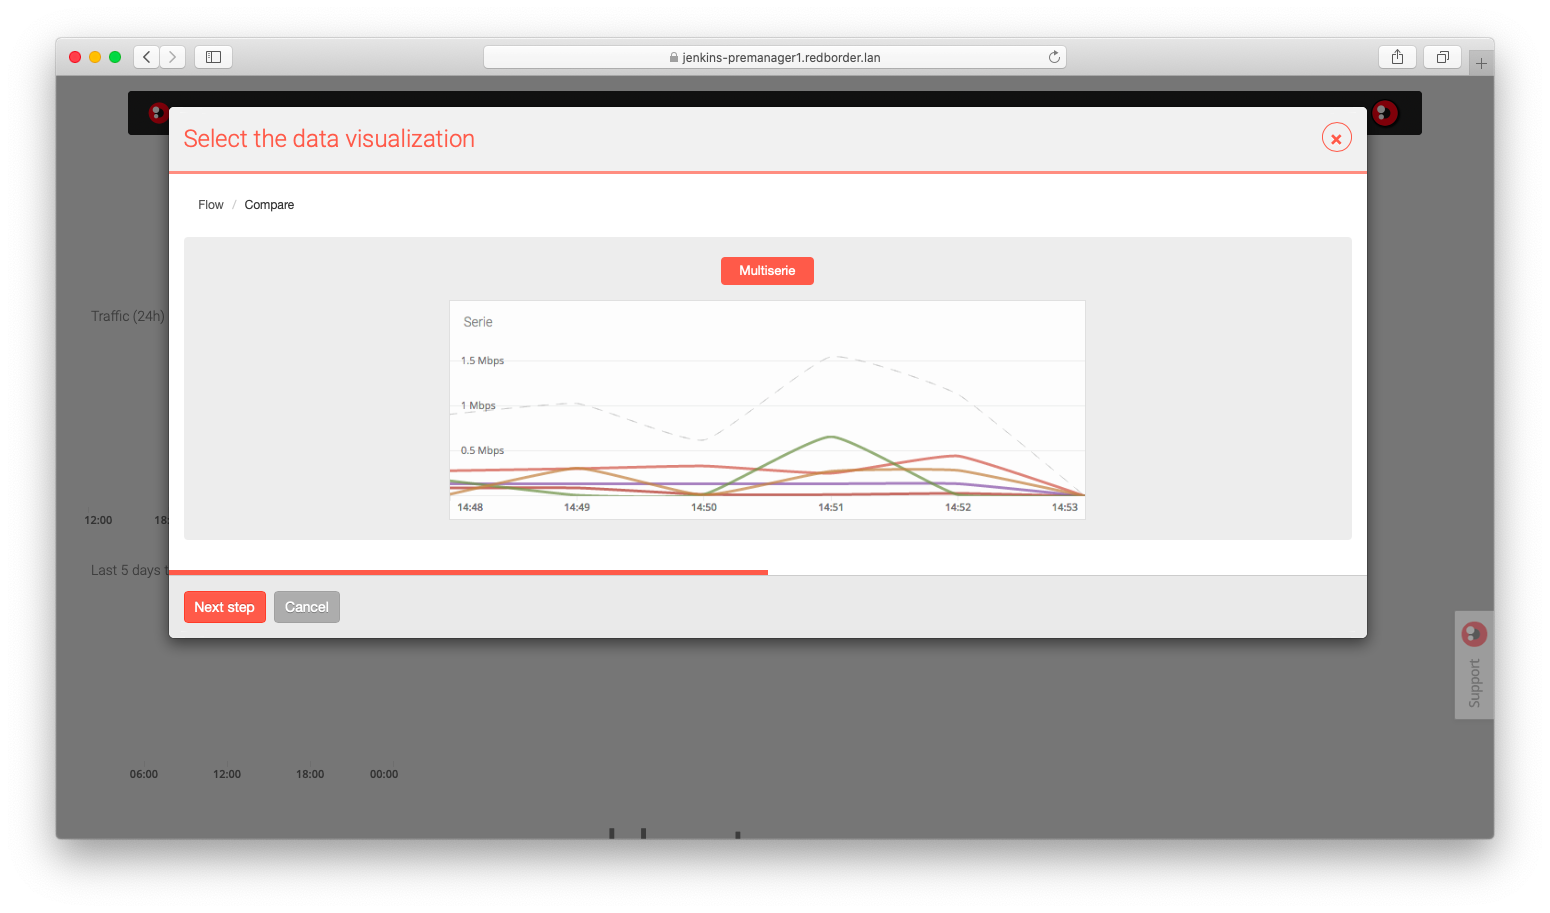 jenkins-premanager1.redborder.lan
Select the data visualization
Flow / Compare
Multiserie
Serie
1.5 Mbps
1 Mbps
0.5 Mbps
14:48 14:49 14:50 14:51 14:52 14:53
Next step Cancel
Traffic (24h)
12:00 18:
Last 5 days t
06:00 12:00 18:00 00:00
Support